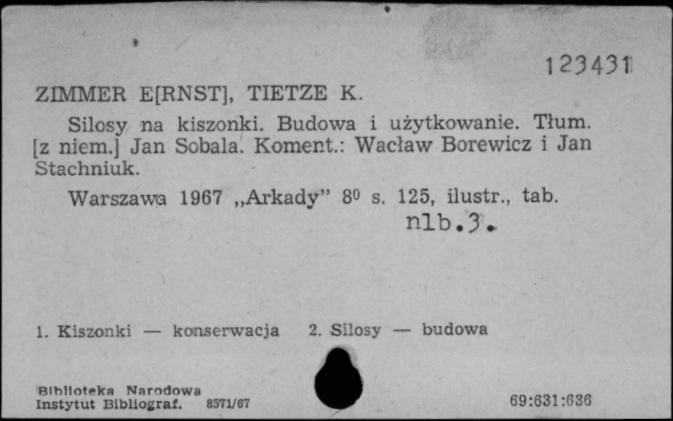 123431
ZIMMER E[RNST], TIETZE K.
Silosy na kiszonki. Budowa i użytkowanie. Tłum.
[z niem.] Jan Sobala. Koment.: Wacław Borewicz i Jan
Stachniuk.
Warszawa 1967 „Arkady” 8⁰ s. 125, ilustr., tab.
nlb.3.
1. Kiszonki — konserwacja 2. Silosy — budowa
Biblioteka Narodowa
Instytut Bibliograf. 8571/67
69:631:636